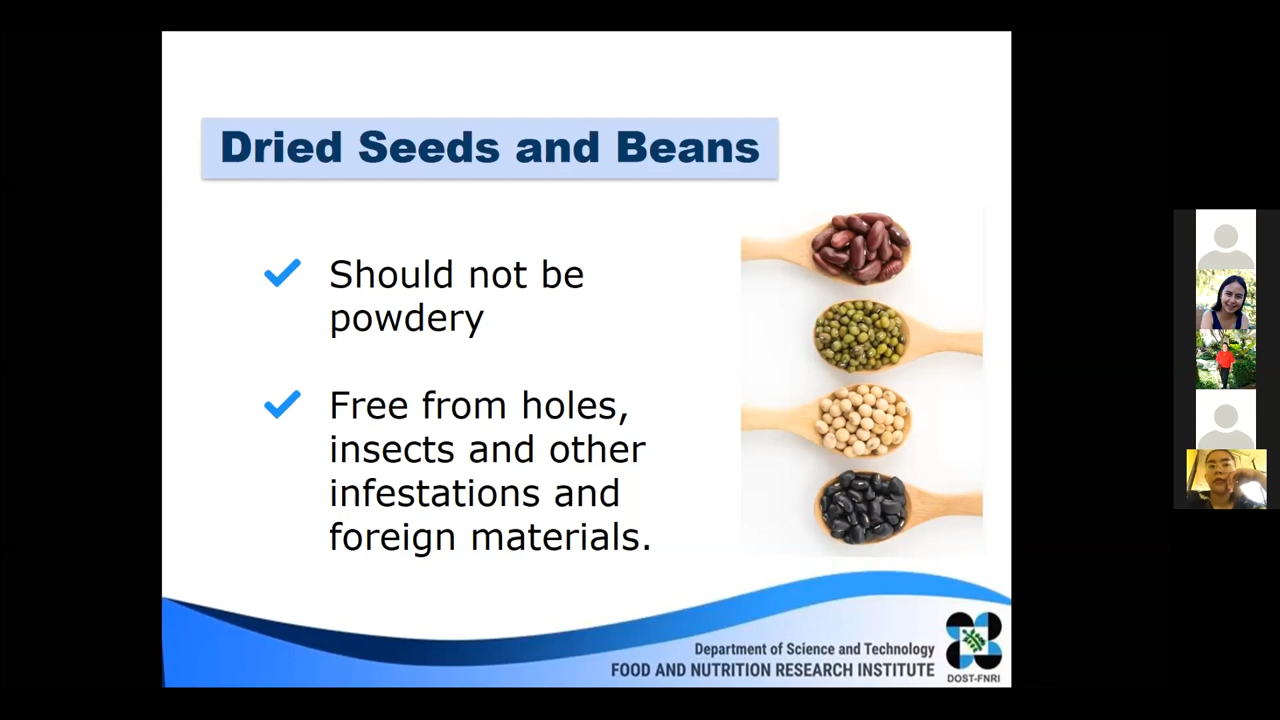 Dried Seeds and Beans
Should not be
powdery
Free from holes,
insects and other
infestations and
foreign materials.
Department of Science and Technology
FOOD AND NUTRITION RESEARCH INSTITUTE
DOST-FNRI